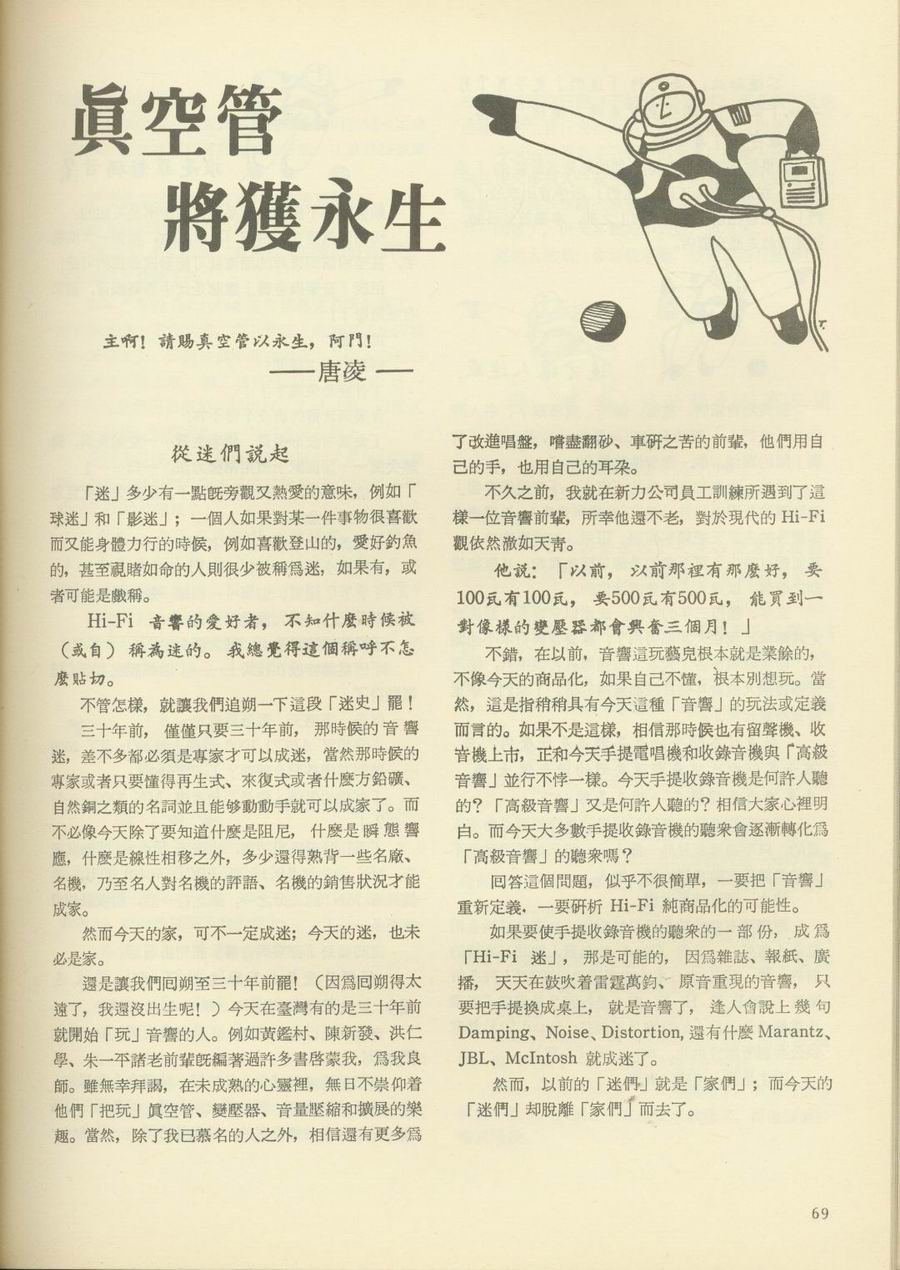 眞空管
將獲永生
主啊！請賜真空管以永生，阿門！
——唐凌——
從迷們説起
「迷」多少有一點旣旁觀又熱愛的意味，例如「
球迷」和「影迷」；一個人如果對某一件事物很喜歡
而又能身體力行的時候，例如喜歡登山的，愛好釣魚
的，甚至視賭如命的人則很少被稱爲迷，如果有，或
者可能是戲稱。
Hi-Fi 音響的愛好者，不知什麼時候被
（或自）稱為迷的。我總覺得這個稱呼不怎
麼貼切。
不管怎樣，就讓我們追朔一下這段「迷史」罷！
三十年前，僅僅只要三十年前，那時候的音響
迷，差不多都必須是專家才可以成迷，當然那時候的
專家或者只要懂得再生式、來復式或者什麼方鉛礦、
自然銅之類的名詞並且能够動動手就可以成家了。而
不必像今天除了要知道什麼是阻尼，什麼是瞬態響
應，什麼是線性相移之外，多少還得熟背一些名廠、
名機，乃至名人對名機的評語、名機的銷售狀況才能
成家。
然而今天的家，可不一定成迷；今天的迷，也未
必是家。
還是讓我們囘朔至三十年前罷！（因爲囘朔得太
遠了，我還沒出生呢！）今天在臺灣有的是三十年前
就開始「玩」音響的人。例如黃鑑村、陳新發、洪仁
學、朱一平諸老前輩旣編著過許多書啓蒙我，爲我良
師。雖無幸拜謁，在未成熟的心靈裡，無日不崇仰着
他們「把玩」眞空管、變壓器、音量壓縮和擴展的樂
趣。當然，除了我已慕名的人之外，相信還有更多爲
了改進唱盤，嚐盡翻砂、車硏之苦的前輩，他們用自
己的手，也用自己的耳朶。
不久之前，我就在新力公司員工訓練所遇到了這
樣一位音響前輩，所幸他還不老，對於現代的 Hi-Fi
觀依然澈如天靑。
他説：「以前，以前那裡有那麼好，要
100瓦有100瓦，要500瓦有500瓦，能買到一
對像樣的變壓器都會興奮三個月！」
不錯，在以前，音響這玩藝兒根本就是業餘的，
不像今天的商品化，如果自己不懂，根本別想玩。當
然，這是指稍稍具有今天這種「音響」的玩法或定義
而言的。如果不是這樣，相信那時候也有留聲機、收
音機上市，正和今天手提電唱機和收錄音機與「高級
音響」並行不悖一樣。今天手提收錄音機是何許人聽
的？「高級音響」又是何許人聽的？相信大家心裡明
白。而今天大多數手提收錄音機的聽衆會逐漸轉化爲
「高級音響」的聽衆嗎？
回答這個問題，似乎不很簡單，一要把「音響」
重新定義，一要硏析 Hi-Fi 純商品化的可能性。
如果要使手提收錄音機的聽衆的一部份，成爲
「Hi-Fi 迷」，那是可能的，因爲雜誌、報紙、廣
播，天天在鼓吹着雷霆萬鈞、原音重現的音響，只
要把手提換成桌上，就是音響了，逢人會說上幾句
Damping、Noise、Distortion, 還有什麼 Marantz、
JBL、McIntosh 就成迷了。
然而，以前的「迷們」就是「家們」；而今天的
「迷們」却脫離「家們」而去了。
69